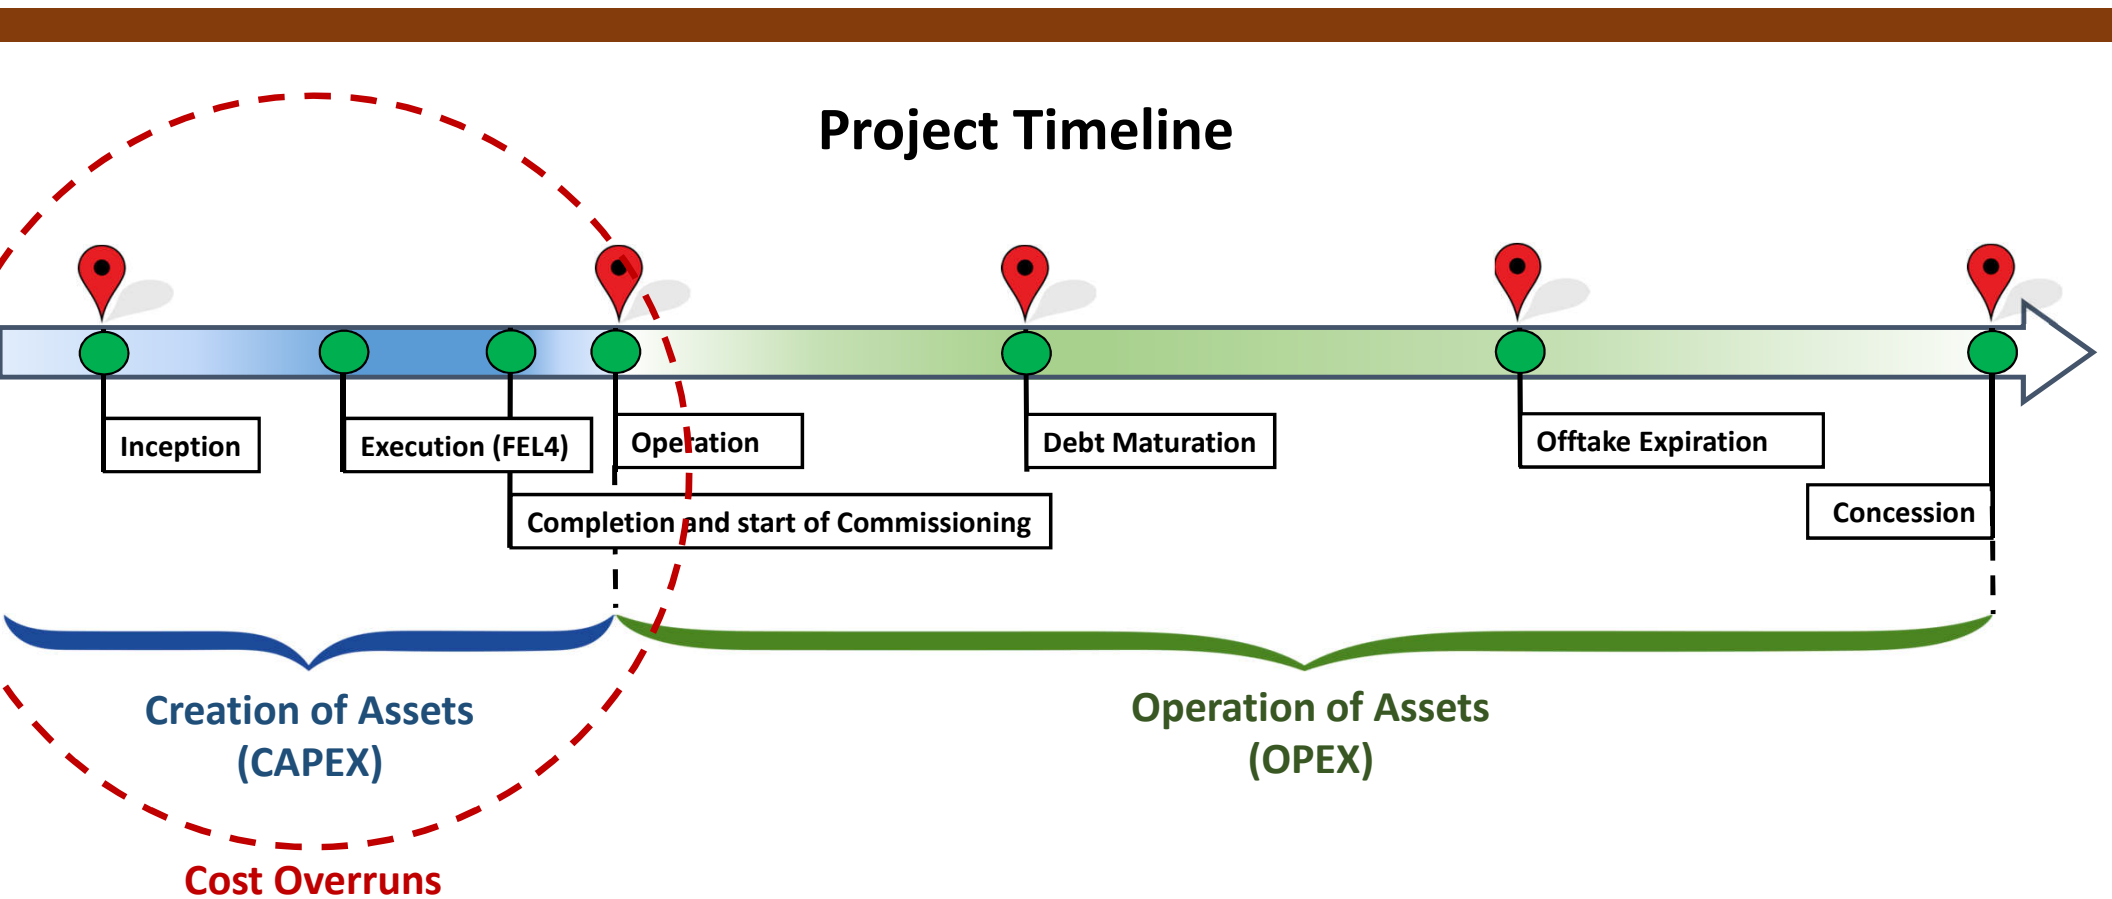 Project Timeline
Inception
Execution (FEL4)
Operation
Debt Maturation
Offtake Expiration
Completion and start of Commissioning
Concession
Creation of Assets
(CAPEX)
Operation of Assets
(OPEX)
Cost Overruns